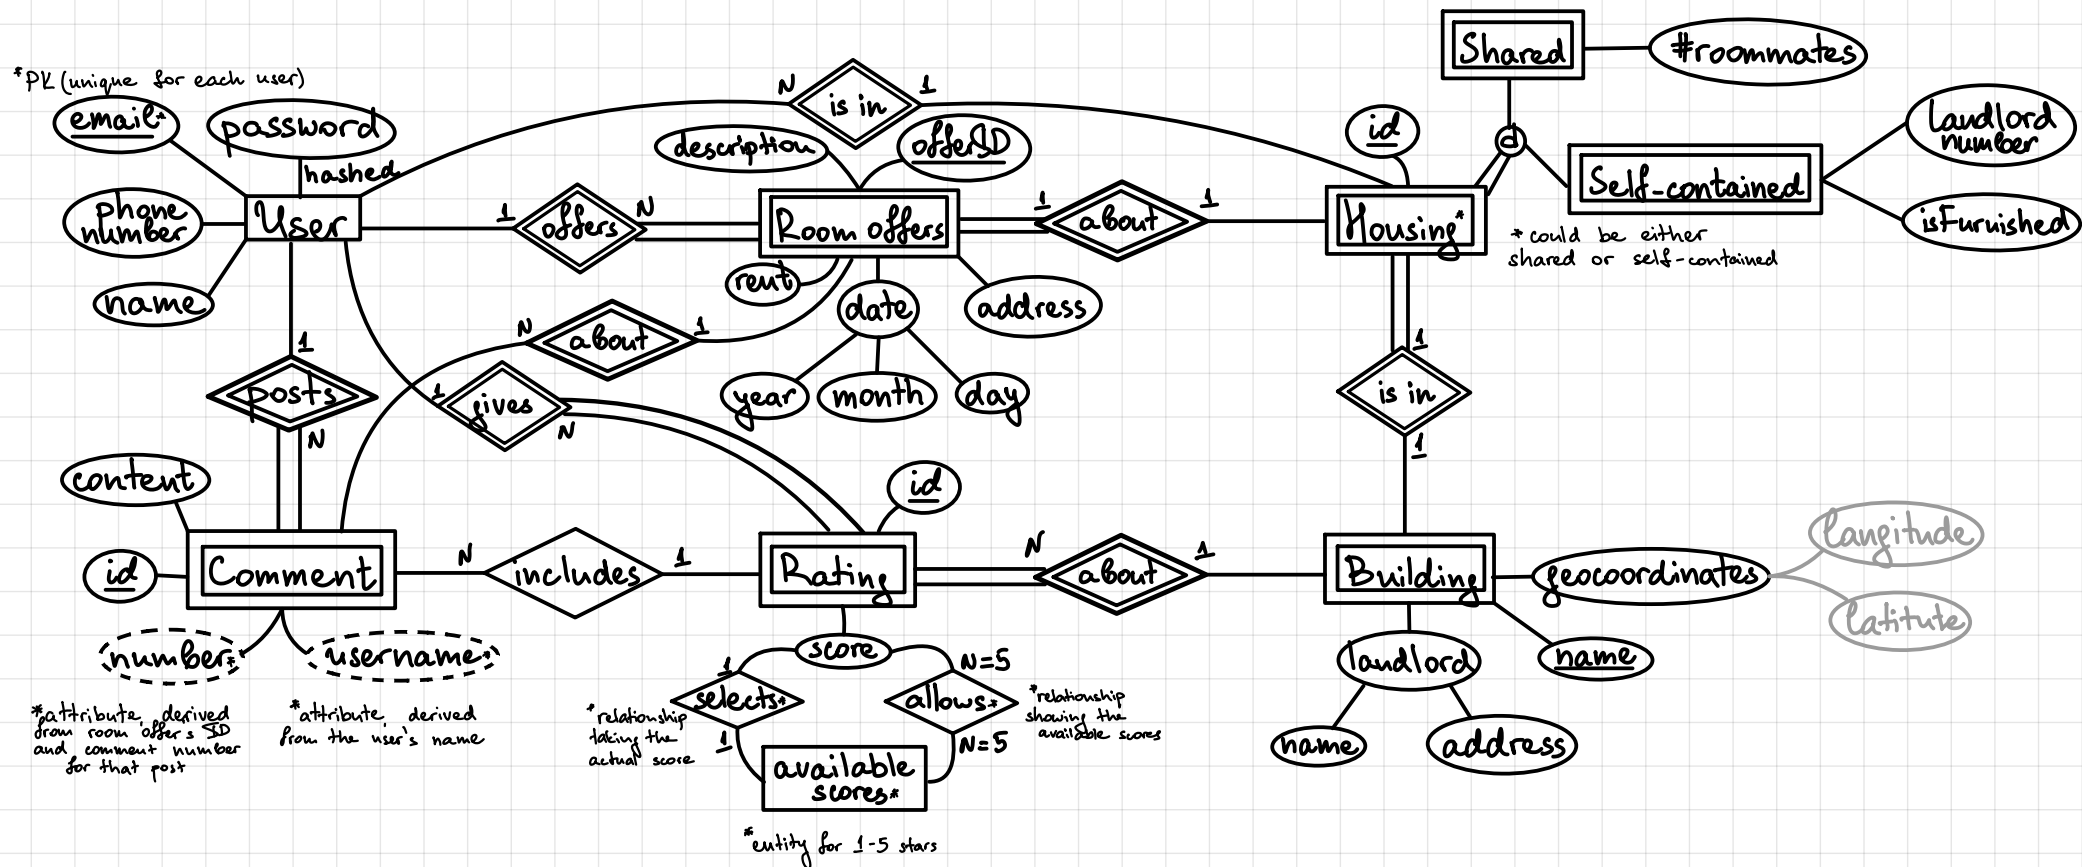 Shared
#roommates
*PK (unique for each user)
email*
password
hashed
phone
number
name
User
N
is in
1
description
offerID
id
d
landlord
number
Self-contained
isFurnished
1
offers
N
Room offers
1
about
1
Housing*
*could be either
shared or self-contained
rent
date
address
year
month
day
N
about
1
1
posts
N
1
gives
N
1
is in
1
content
id
Comment
N
includes
1
id
Rating
N
about
1
Building
geocoordinates
langitude
latitute
number*
username*
*attribute derived
from room offer's ID
and comment number
for that post
*attribute derived
from the user's name
score
1
selects*
1
*relationship
taking the
actual score
N=5
allows*
N=5
*relationship
showing the
available scores
available
scores*
*entity for 1-5 stars
landlord
name
name
address